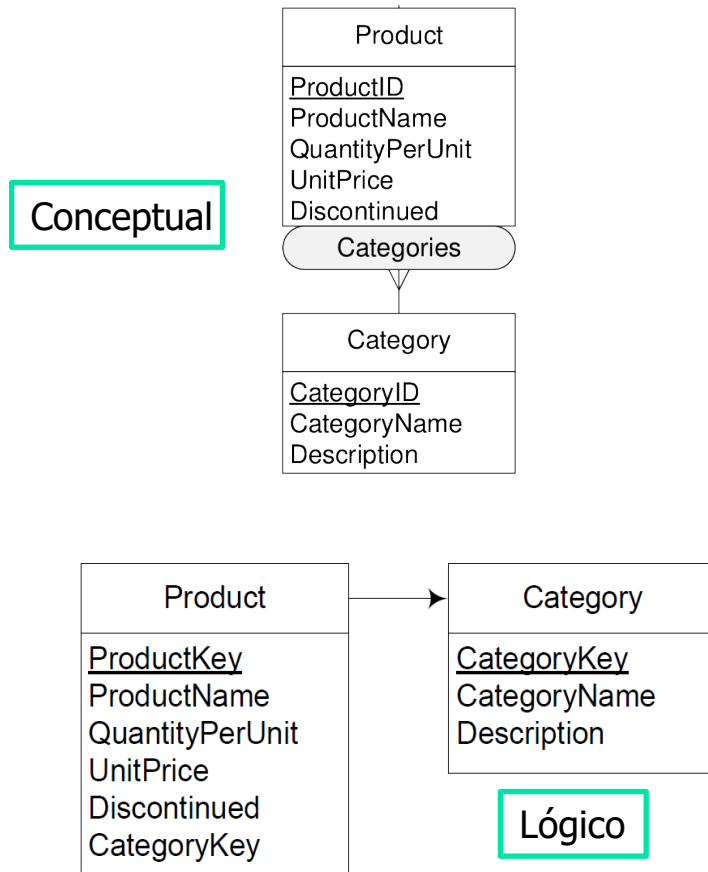 Product
ProductID
ProductName
QuantityPerUnit
UnitPrice
Discontinued
Conceptual
Categories
Category
CategoryID
CategoryName
Description
Product
ProductKey
ProductName
QuantityPerUnit
UnitPrice
Discontinued
CategoryKey
Category
CategoryKey
CategoryName
Description
Lógico